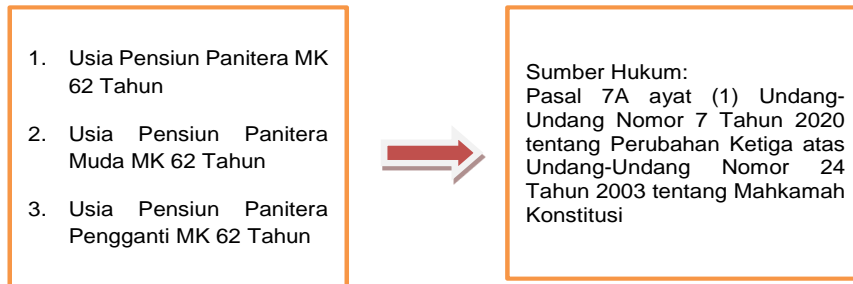 1. Usia Pensiun Panitera MK
62 Tahun
2. Usia Pensiun Panitera
Muda MK 62 Tahun
3. Usia Pensiun Panitera
Pengganti MK 62 Tahun
Sumber Hukum:
Pasal 7A ayat (1) Undang-
Undang Nomor 7 Tahun 2020
tentang Perubahan Ketiga atas
Undang-Undang Nomor 24
Tahun 2003 tentang Mahkamah
Konstitusi